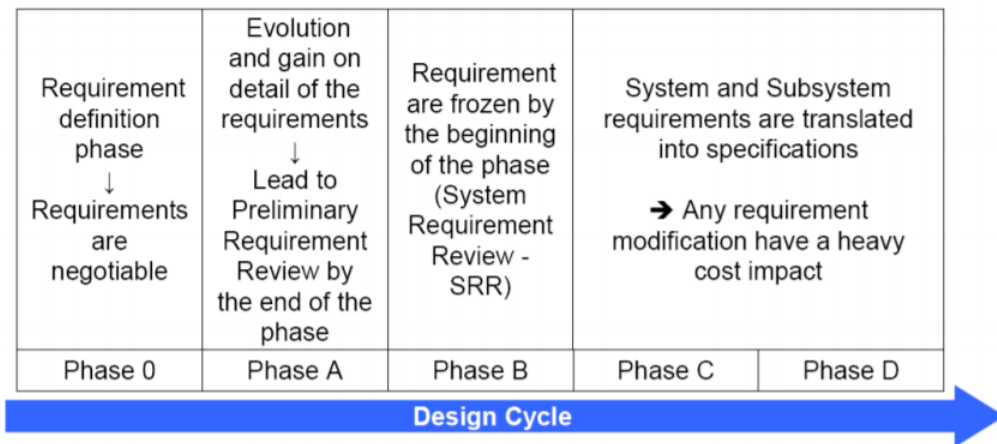 Requirement
definition
phase
↓
Requirements
are
negotiable
Evolution
and gain on
detail of the
requirements
↓
Lead to
Preliminary
Requirement
Review by
the end of the
phase
Requirement
are frozen by
the beginning
of the phase
(System
Requirement
Review -
SRR)
System and Subsystem
requirements are translated
into specifications
➔ Any requirement
modification have a heavy
cost impact
Phase 0
Phase A
Phase B
Phase C
Phase D
Design Cycle